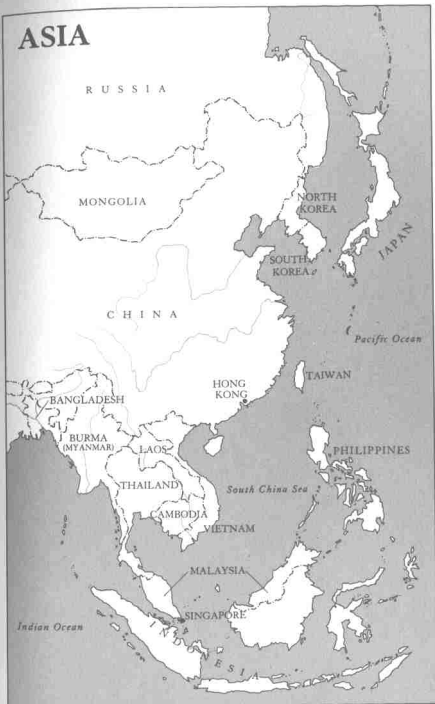 ASIA
RUSSIA
MONGOLIA
NORTH
KOREA
JAPAN
SOUTH
KOREA
CHINA
Pacific Ocean
HONG
KONG
TAIWAN
BANGLADESH
BURMA
(MYANMAR)
LAOS
PHILIPPINES
THAILAND
South China Sea
CAMBODIA
VIETNAM
MALAYSIA
SINGAPORE
Indian Ocean
INDONESIA